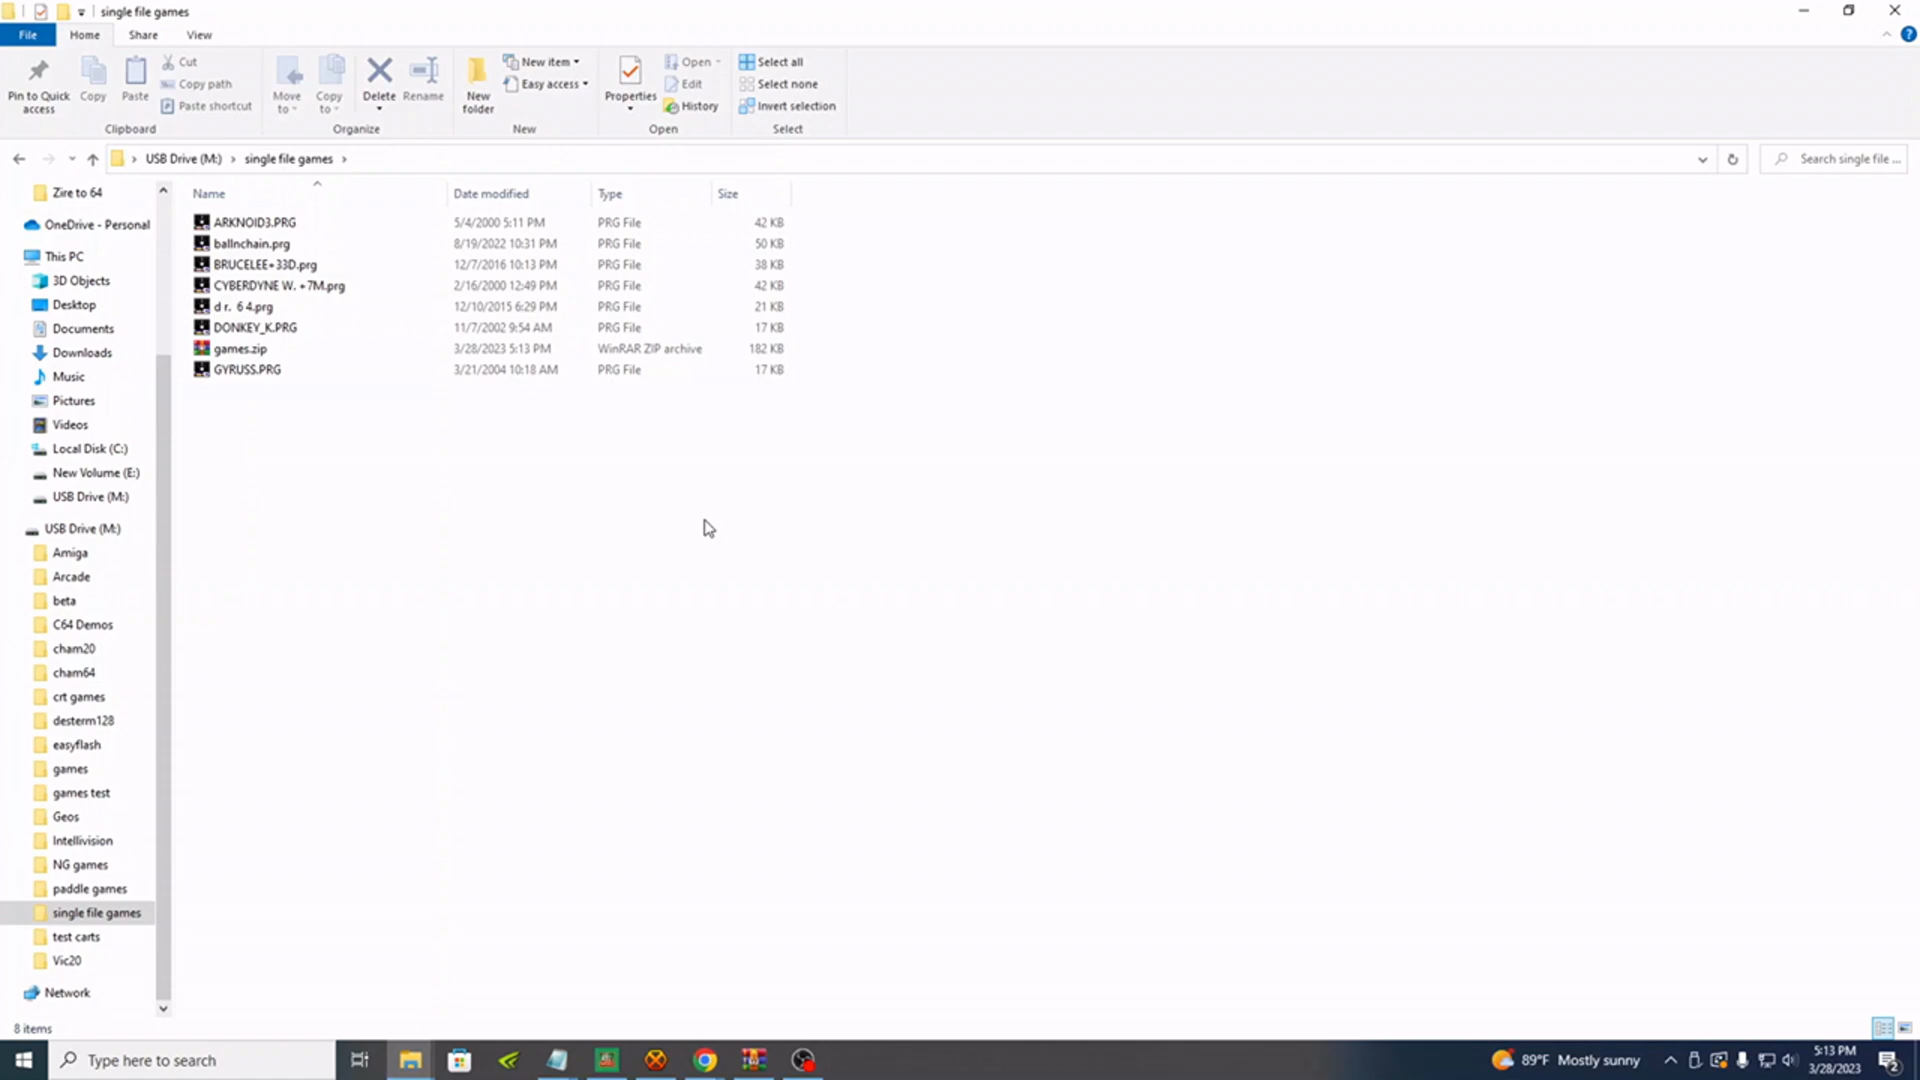 single file games
File Home Share View
Pin to Quick access
Copy
Paste
Cut
Copy path
Paste shortcut
Clipboard
Move to
Copy to
Delete
Rename
Organize
New folder
New item
Easy access
New
Properties
Open
Edit
History
Open
Select all
Select none
Invert selection
Select
USB Drive (M:) single file games
Search single file ...
Name Date modified Type Size
ARKNOID3.PRG 5/4/2000 5:11 PM PRG File 42 KB
ballnchain.prg 8/19/2022 10:31 PM PRG File 50 KB
BRUCELEE+33D.prg 12/7/2016 10:13 PM PRG File 38 KB
CYBERDYNE W. +7M.prg 2/16/2000 12:49 PM PRG File 42 KB
d r. 6 4.prg 12/10/2015 6:29 PM PRG File 21 KB
DONKEY_K.PRG 11/7/2002 9:54 AM PRG File 17 KB
games.zip 3/28/2023 5:13 PM WinRAR ZIP archive 182 KB
GYRUSS.PRG 3/21/2004 10:18 AM PRG File 17 KB
Zire to 64
OneDrive - Personal
This PC
3D Objects
Desktop
Documents
Downloads
Music
Pictures
Videos
Local Disk (C:)
New Volume (E:)
USB Drive (M:)
USB Drive (M:)
Amiga
Arcade
beta
C64 Demos
cham20
cham64
crt games
desterm128
easyflash
games
games test
Geos
Intellivision
NG games
paddle games
single file games
test carts
Vic20
Network
8 items
Type here to search
89°F Mostly sunny
5:13 PM
3/28/2023
2